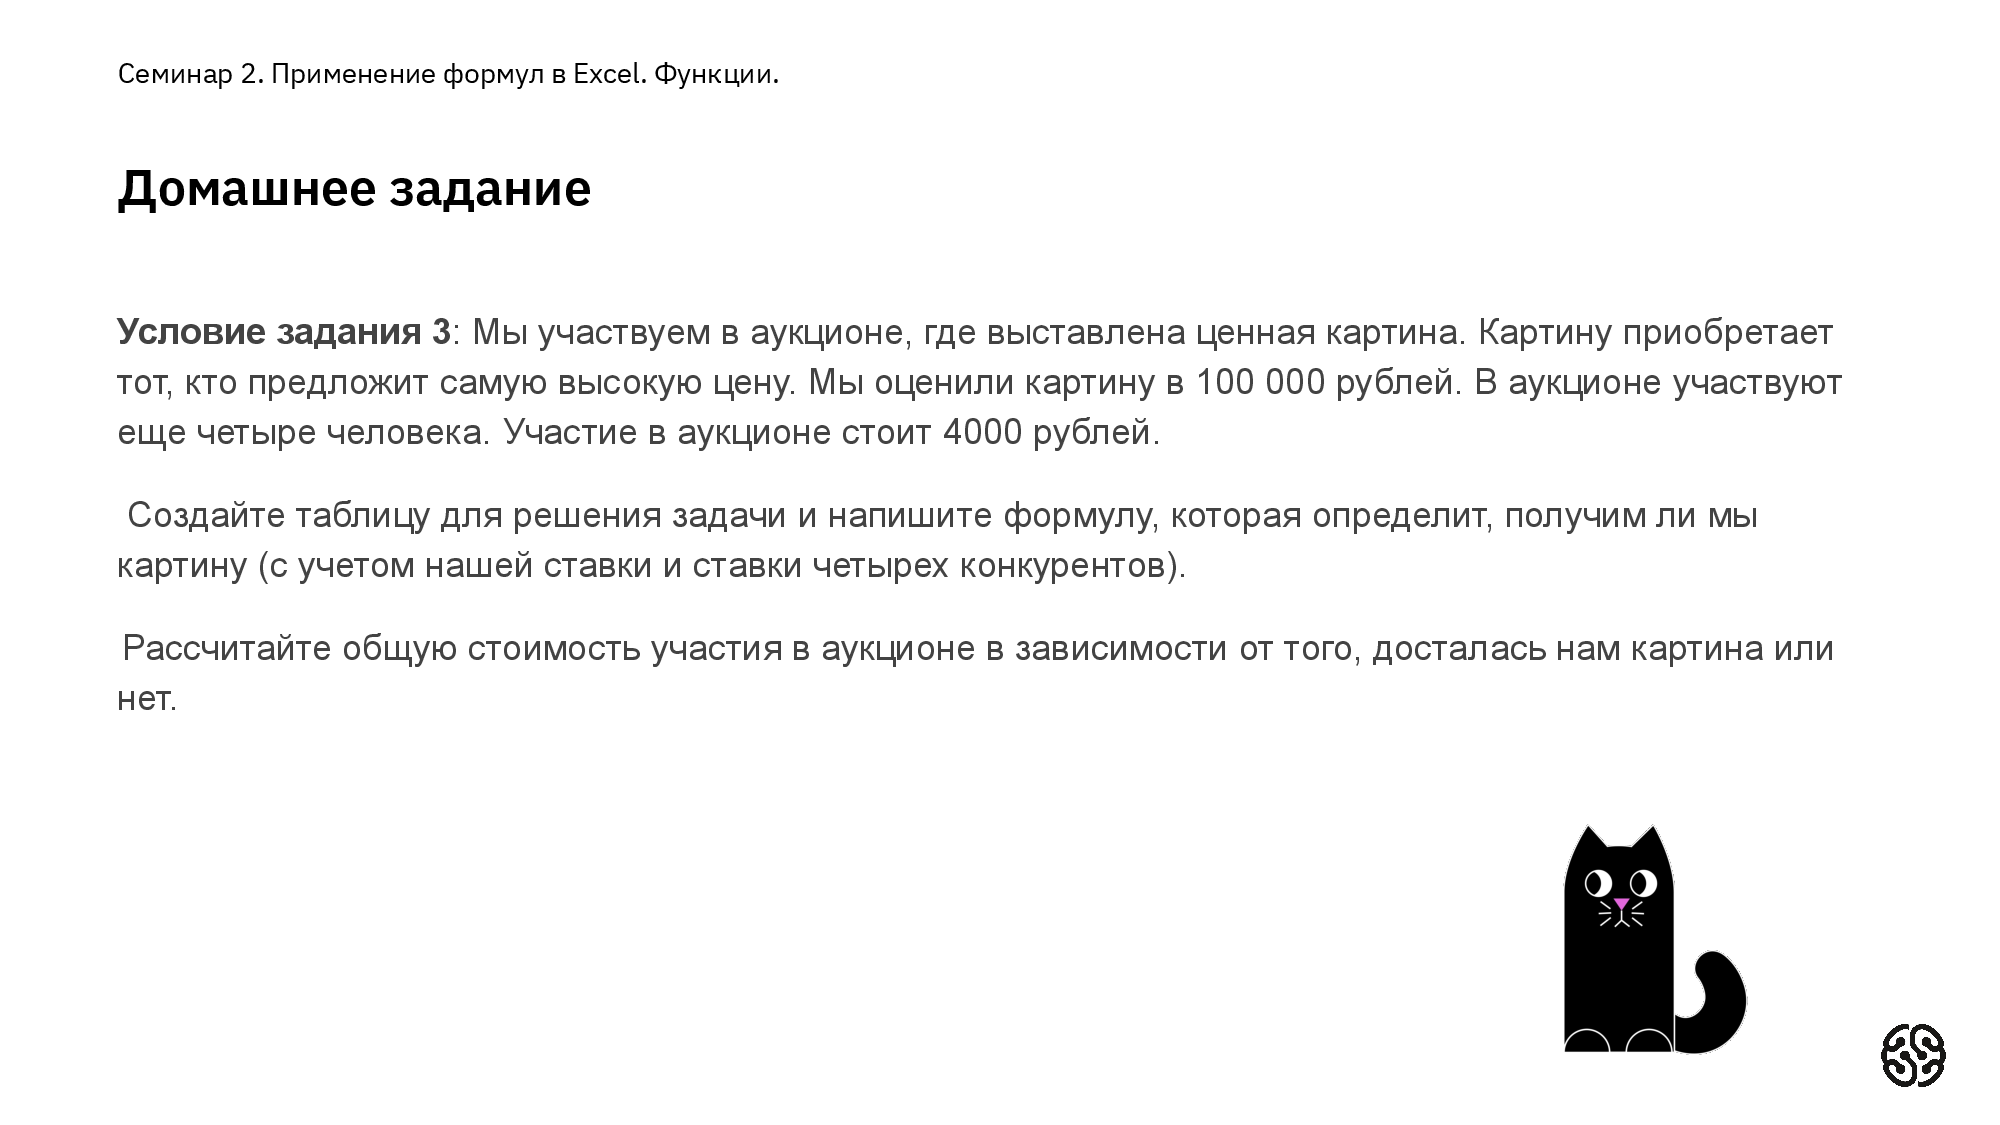 Семинар 2. Применение формул в Excel. Функции.
Домашнее задание
Условие задания 3: Мы участвуем в аукционе, где выставлена ценная картина. Картину приобретает
тот, кто предложит самую высокую цену. Мы оценили картину в 100 000 рублей. В аукционе участвуют
еще четыре человека. Участие в аукционе стоит 4000 рублей.
Создайте таблицу для решения задачи и напишите формулу, которая определит, получим ли мы
картину (с учетом нашей ставки и ставки четырех конкурентов).
Рассчитайте общую стоимость участия в аукционе в зависимости от того, досталась нам картина или
нет.